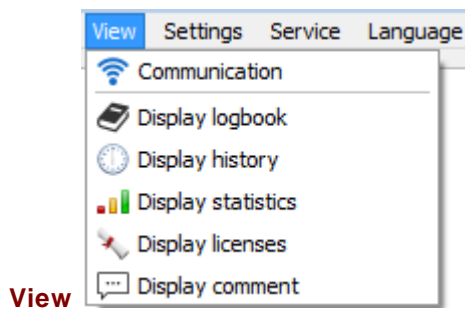 View Settings Service Language
Communication
Display logbook
Display history
Display statistics
Display licenses
View Display comment